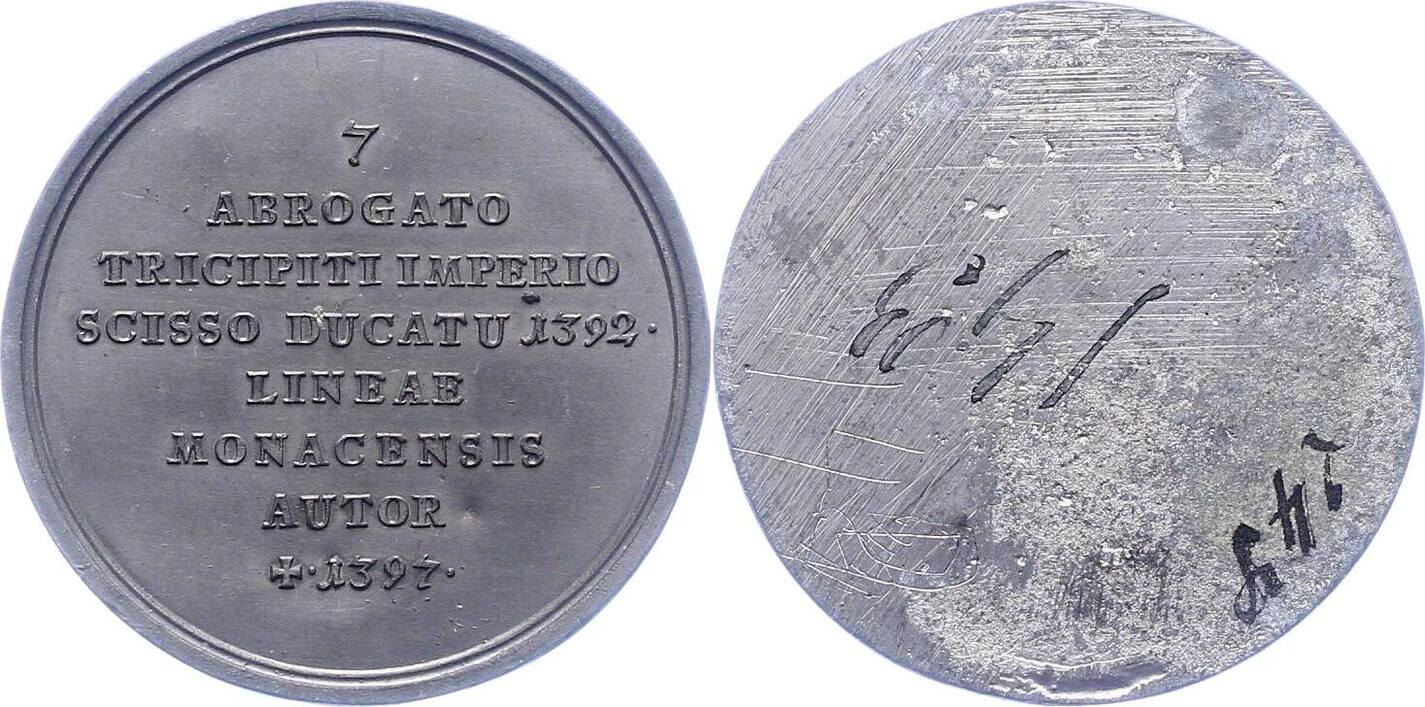 7
ABROGATO
TRICIPITI IMPERIO
SCISSO DUCATU 1392·
LINEAE
MONACENSIS
AUTOR
✠·1397·